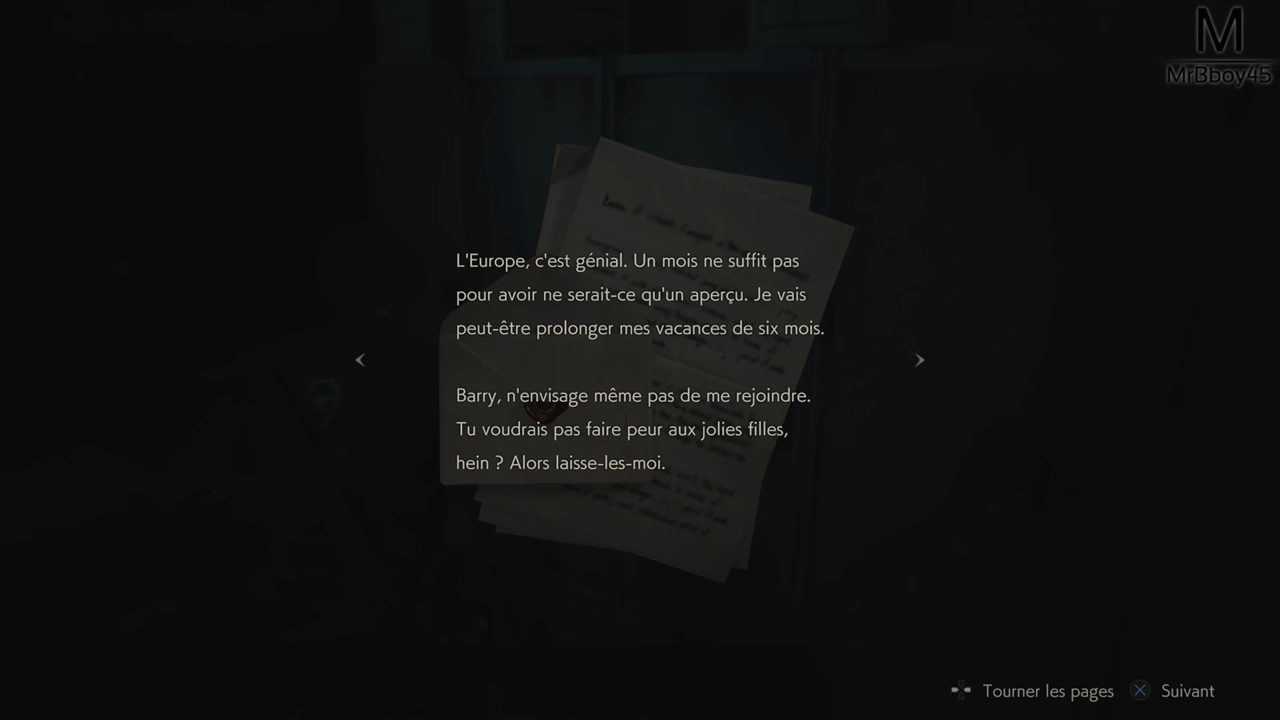 M
MrBboy45
L'Europe, c'est génial. Un mois ne suffit pas
pour avoir ne serait-ce qu'un aperçu. Je vais
peut-être prolonger mes vacances de six mois.
Barry, n'envisage même pas de me rejoindre.
Tu voudrais pas faire peur aux jolies filles,
hein ? Alors laisse-les-moi.
Tourner les pages
Suivant